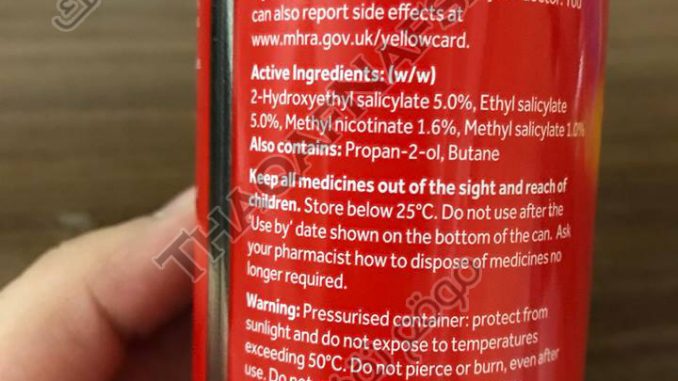 can also report side effects at
www.mhra.gov.uk/yellowcard.
Active Ingredients: (w/w)
2-Hydroxyethyl salicylate 5.0%, Ethyl salicylate
5.0%, Methyl nicotinate 1.6%, Methyl salicylate 1.0%
Also contains: Propan-2-ol, Butane
Keep all medicines out of the sight and reach of
children. Store below 25°C. Do not use after the
'Use by' date shown on the bottom of the can. Ask
your pharmacist how to dispose of medicines no
longer required.
Warning: Pressurised container: protect from
sunlight and do not expose to temperatures
exceeding 50°C. Do not pierce or burn, even after
use. Do not